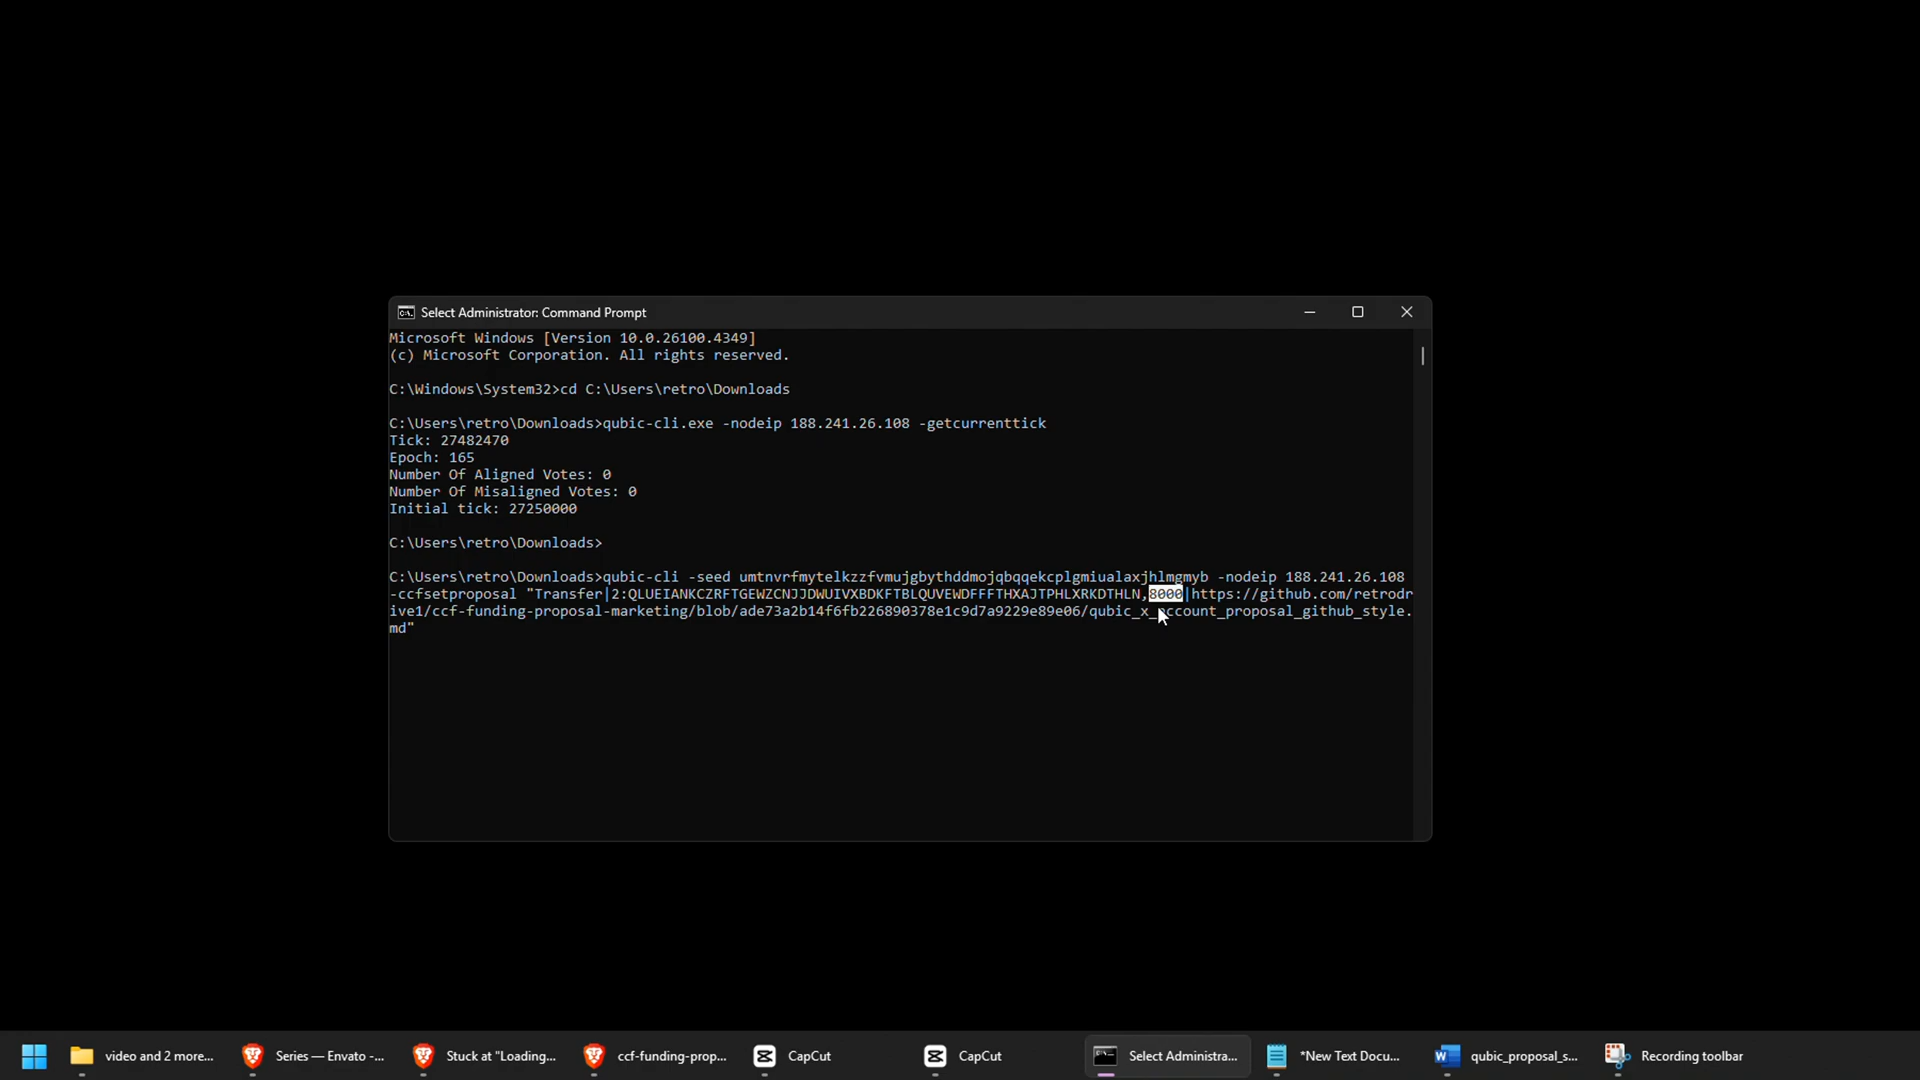 Select Administrator: Command Prompt
Microsoft Windows [Version 10.0.26100.4349]
(c) Microsoft Corporation. All rights reserved.
C:\Windows\System32>cd C:\Users\retro\Downloads
C:\Users\retro\Downloads>qubic-cli.exe -nodeip 188.241.26.108 -getcurrenttick
Tick: 27482470
Epoch: 165
Number Of Aligned Votes: 0
Number Of Misaligned Votes: 0
Initial tick: 27250000
C:\Users\retro\Downloads>
C:\Users\retro\Downloads>qubic-cli -seed umtnvrfmytelkzzfvmujgbythddmojqbqqekcplgmiualaxjhlmgmyb -nodeip 188.241.26.108
-ccfsetproposal "Transfer|2:QLUEIANKCZRFTGEWZCNJJDWUIVXBDKFTBLQUVEWDFFFTHXAJTPHLXRKDTHLN,8000|https://github.com/retrodr
ive1/ccf-funding-proposal-marketing/blob/ade73a2b14f6fb226890378e1c9d7a9229e89e06/qubic_x_account_proposal_github_style.
md"
video and 2 more...
Series — Envato -...
Stuck at "Loading...
ccf-funding-prop...
CapCut
CapCut
Select Administra...
*New Text Docu...
qubic_proposal_s...
Recording toolbar